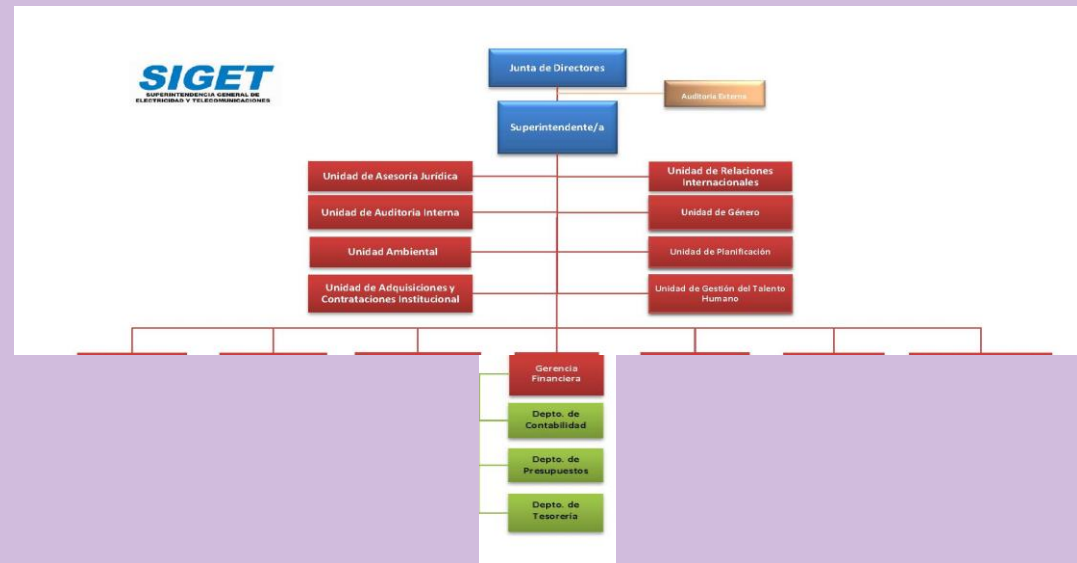 SIGET
SUPERINTENDENCIA GENERAL DE
ELECTRICIDAD Y TELECOMUNICACIONES
Junta de Directores
Auditoría Externa
Superintendente/a
Unidad de Asesoría Jurídica
Unidad de Relaciones
Internacionales
Unidad de Auditoria Interna
Unidad de Género
Unidad Ambiental
Unidad de Planificación
Unidad de Adquisiciones y
Contrataciones Institucional
Unidad de Gestión del Talento
Humano
Gerencia
Financiera
Depto. de
Contabilidad
Depto. de
Presupuestos
Depto. de
Tesorería